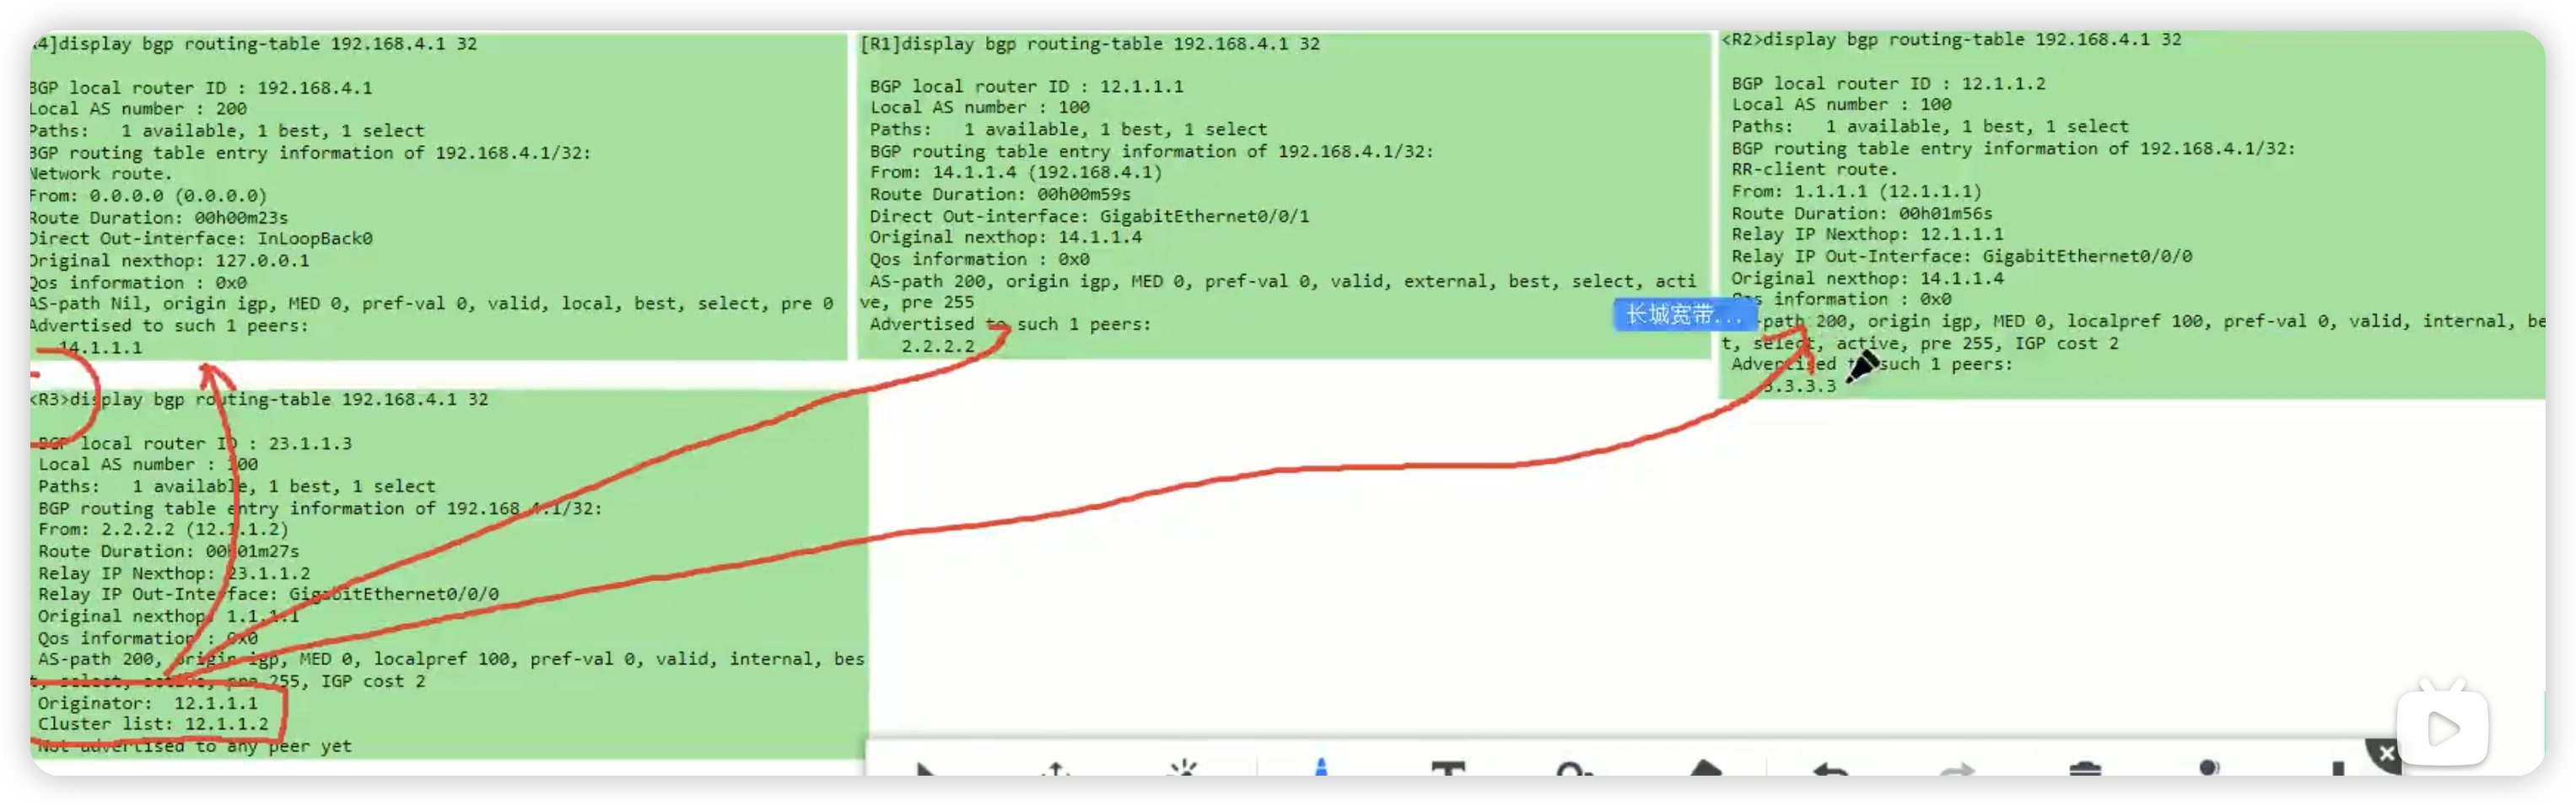 [R4]display bgp routing-table 192.168.4.1 32
BGP local router ID : 192.168.4.1
Local AS number : 200
Paths: 1 available, 1 best, 1 select
BGP routing table entry information of 192.168.4.1/32:
Network route.
From: 0.0.0.0 (0.0.0.0)
Route Duration: 00h00m23s
Direct Out-interface: InLoopBack0
Original nexthop: 127.0.0.1
Qos information : 0x0
AS-path Nil, origin igp, MED 0, pref-val 0, valid, local, best, select, pre 0
Advertised to such 1 peers:
14.1.1.1
[R1]display bgp routing-table 192.168.4.1 32
BGP local router ID : 12.1.1.1
Local AS number : 100
Paths: 1 available, 1 best, 1 select
BGP routing table entry information of 192.168.4.1/32:
From: 14.1.1.4 (192.168.4.1)
Route Duration: 00h00m59s
Direct Out-interface: GigabitEthernet0/0/1
Original nexthop: 14.1.1.4
Qos information : 0x0
AS-path 200, origin igp, MED 0, pref-val 0, valid, external, best, select, acti
ve, pre 255
Advertised to such 1 peers:
2.2.2.2
<R2>display bgp routing-table 192.168.4.1 32
BGP local router ID : 12.1.1.2
Local AS number : 100
Paths: 1 available, 1 best, 1 select
BGP routing table entry information of 192.168.4.1/32:
RR-client route.
From: 1.1.1.1 (12.1.1.1)
Route Duration: 00h01m56s
Relay IP Nexthop: 12.1.1.1
Relay IP Out-Interface: GigabitEthernet0/0/0
Original nexthop: 14.1.1.4
Qos information : 0x0
-path 200, origin igp, MED 0, localpref 100, pref-val 0, valid, internal, be
t, select, active, pre 255, IGP cost 2
Advertised to such 1 peers:
3.3.3.3
长城宽带...
<R3>display bgp routing-table 192.168.4.1 32
BGP local router ID : 23.1.1.3
Local AS number : 100
Paths: 1 available, 1 best, 1 select
BGP routing table entry information of 192.168.4.1/32:
From: 2.2.2.2 (12.1.1.2)
Route Duration: 00h01m27s
Relay IP Nexthop: 23.1.1.2
Relay IP Out-Interface: GigabitEthernet0/0/0
Original nexthop: 1.1.1.1
Qos information : 0x0
AS-path 200, origin igp, MED 0, localpref 100, pref-val 0, valid, internal, bes
t, select, active, pre 255, IGP cost 2
Originator: 12.1.1.1
Cluster list: 12.1.1.2
Not advertised to any peer yet